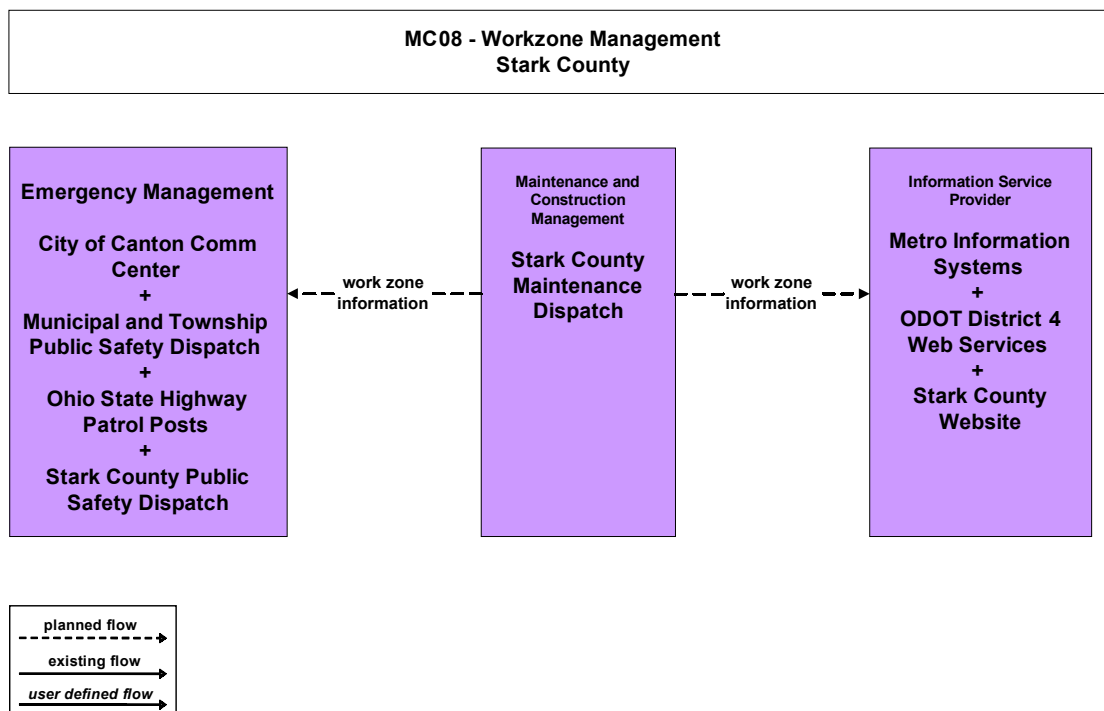 MC08 - Workzone Management
Stark County
Emergency Management
City of Canton Comm
Center
+
Municipal and Township
Public Safety Dispatch
+
Ohio State Highway
Patrol Posts
+
Stark County Public
Safety Dispatch
work zone
information
Maintenance and
Construction
Management
Stark County
Maintenance
Dispatch
work zone
information
Information Service
Provider
Metro Information
Systems
+
ODOT District 4
Web Services
+
Stark County
Website
planned flow
existing flow
user defined flow